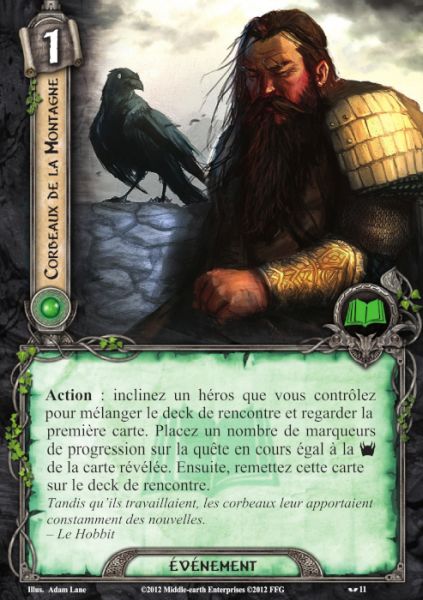 1
Corbeaux de la Montagne
Action : inclinez un héros que vous contrôlez
pour mélanger le deck de rencontre et regarder la
première carte. Placez un nombre de marqueurs
de progression sur la quête en cours égal à la
de la carte révélée. Ensuite, remettez cette carte
sur le deck de rencontre.
Tandis qu'ils travaillaient, les corbeaux leur apportaient
constamment des nouvelles.
– Le Hobbit
ÉVÉNEMENT
Illus. Adam Lane ©2012 Middle-earth Enterprises ©2012 FFG 11